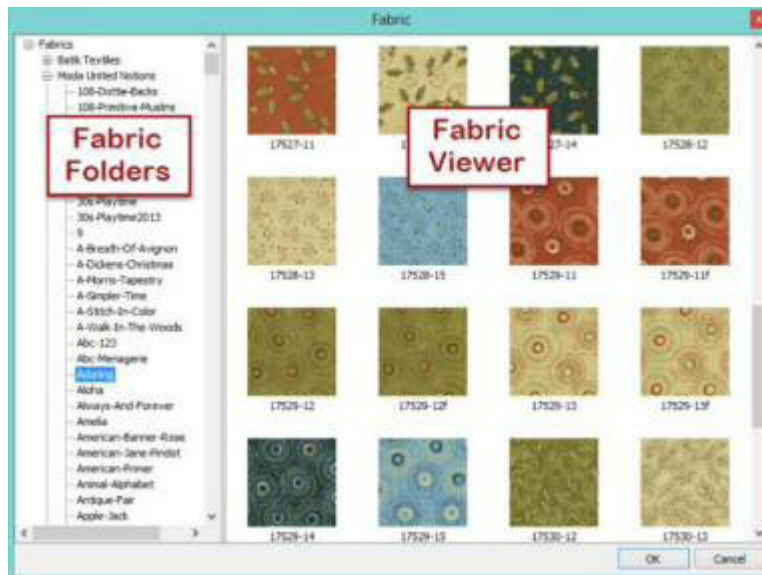 Fabric
Fabrics
Batik Textiles
Moda United Notions
108-Dottie-Backs
108-Primitive-Muslins
Fabric
Folders
30s-Playtime
30s-Playtime2013
9
A-Breath-Of-Avignon
A-Dickens-Christmas
A-Morris-Tapestry
A-Simpler-Time
A-Stitch-In-Color
A-Walk-In-The-Woods
Abc-123
Abc-Menagerie
Aloha
Always-And-Forever
Amelia
American-Banner-Rose
American-Jane-Pindot
American-Primer
Animal-Alphabet
Antique-Fair
Apple-Jack
Fabric
Viewer
17527-11
17528-12
17528-13
17528-15
17529-11
17529-11f
17529-12
17529-12f
17529-13
17529-13f
17529-14
17529-15
17530-12
17530-13
OK
Cancel